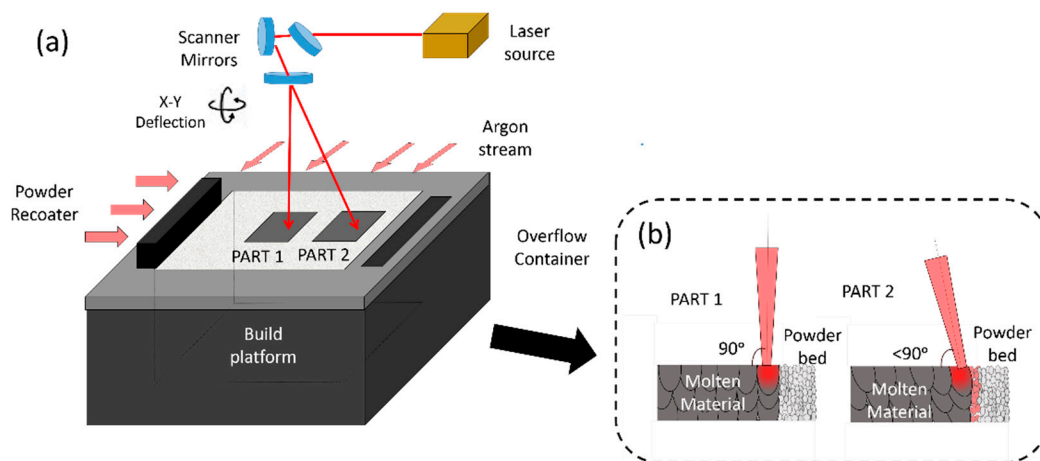 (a)
Scanner
Mirrors
Laser
source
X-Y
Deflection
Argon
stream
Powder
Recoater
PART 1 PART 2
Overflow
Container
Build
platform
(b)
PART 1
PART 2
90°
Powder
bed
<90°
Powder
bed
Molten
Material
Molten
Material